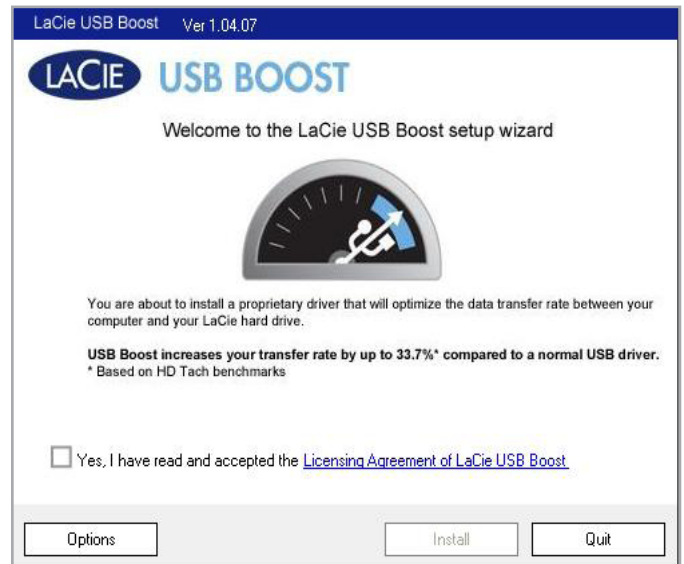 LaCie USB Boost Ver 1.04.07
LACIE USB BOOST
Welcome to the LaCie USB Boost setup wizard
You are about to install a proprietary driver that will optimize the data transfer rate between your
computer and your LaCie hard drive.
USB Boost increases your transfer rate by up to 33.7%* compared to a normal USB driver.
* Based on HD Tach benchmarks
Yes, I have read and accepted the Licensing Agreement of LaCie USB Boost
Options Install Quit